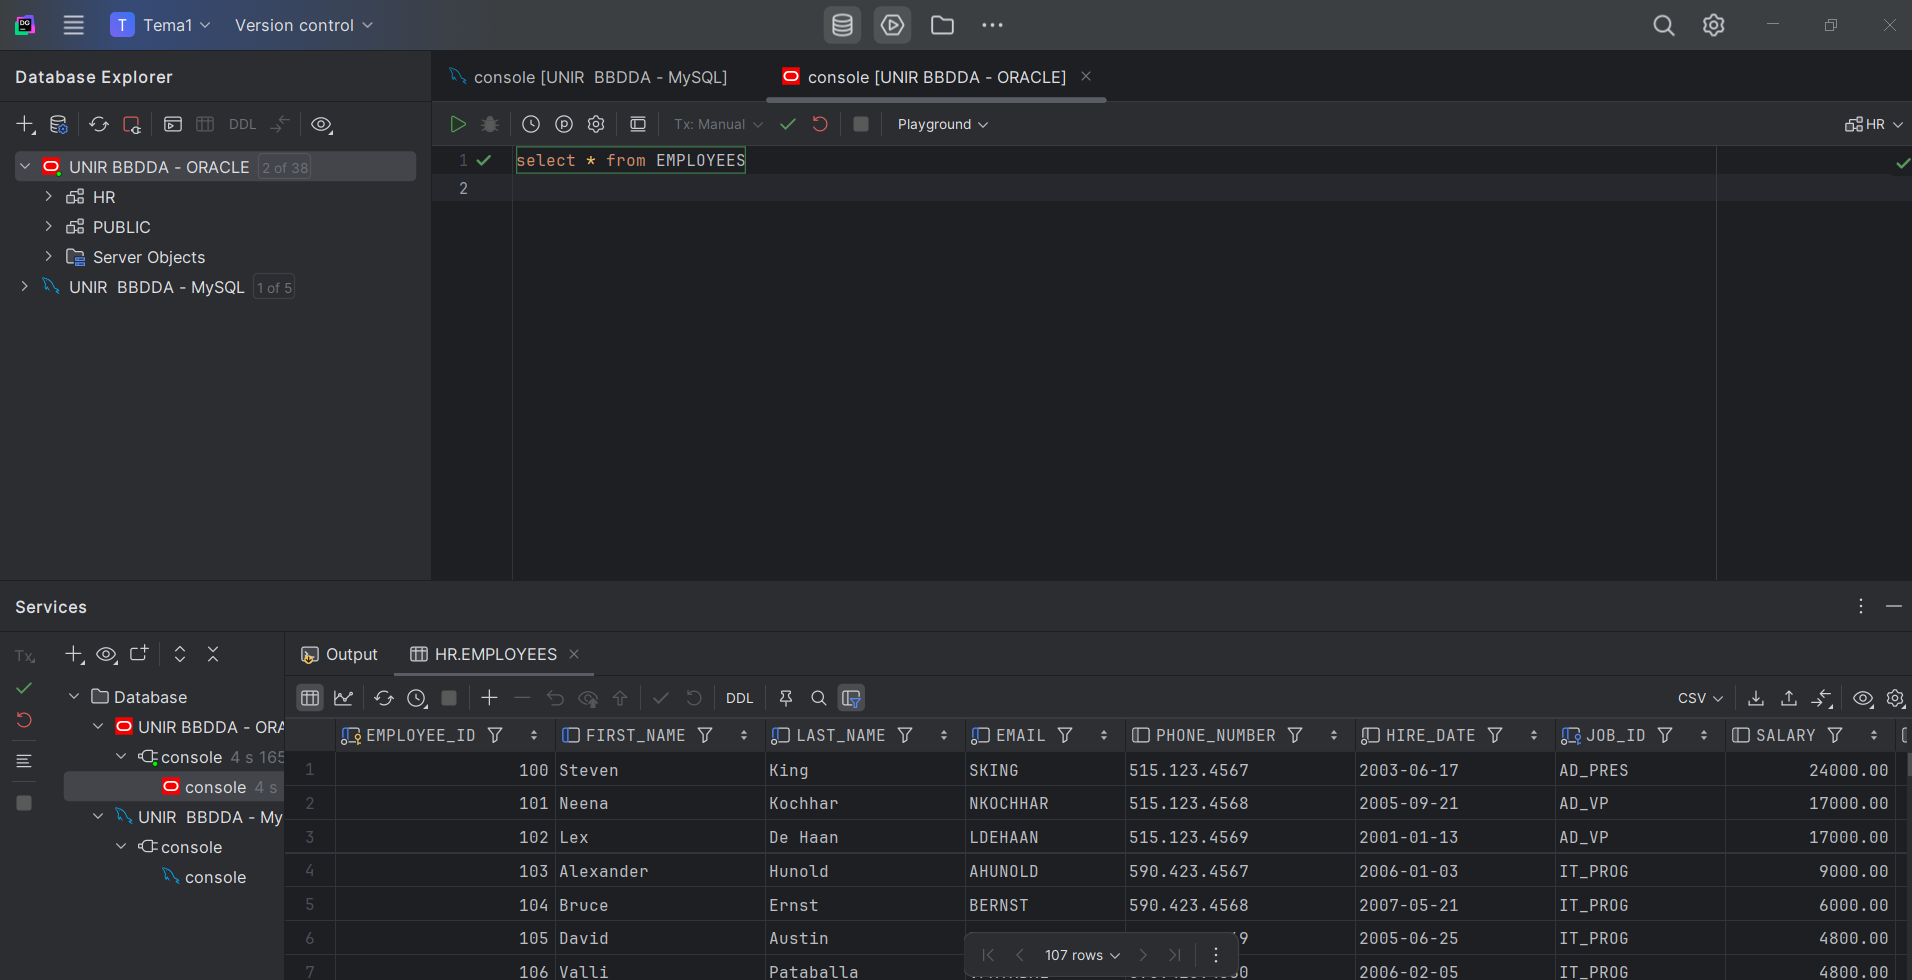 DG
T Tema1 Version control
Database Explorer
console [UNIR  BBDDA - MySQL]
console [UNIR BBDDA - ORACLE]
DDL
Tx: Manual
Playground
HR
UNIR BBDDA - ORACLE 2 of 38
HR
PUBLIC
Server Objects
UNIR  BBDDA - MySQL 1 of 5
1 select * from EMPLOYEES
2
Services
Tx
Output
HR.EMPLOYEES
DDL
CSV
Database
UNIR BBDDA - ORA
console 4 s 165
console 4 s
UNIR  BBDDA - My
console
console
EMPLOYEE_ID FIRST_NAME LAST_NAME EMAIL PHONE_NUMBER HIRE_DATE JOB_ID SALARY
1 100 Steven King SKING 515.123.4567 2003-06-17 AD_PRES 24000.00
2 101 Neena Kochhar NKOCHHAR 515.123.4568 2005-09-21 AD_VP 17000.00
3 102 Lex De Haan LDEHAAN 515.123.4569 2001-01-13 AD_VP 17000.00
4 103 Alexander Hunold AHUNOLD 590.423.4567 2006-01-03 IT_PROG 9000.00
5 104 Bruce Ernst BERNST 590.423.4568 2007-05-21 IT_PROG 6000.00
6 105 David Austin 2005-06-25 IT_PROG 4800.00
7 106 Valli Pataballa 2006-02-05 IT_PROG 4800.00
107 rows